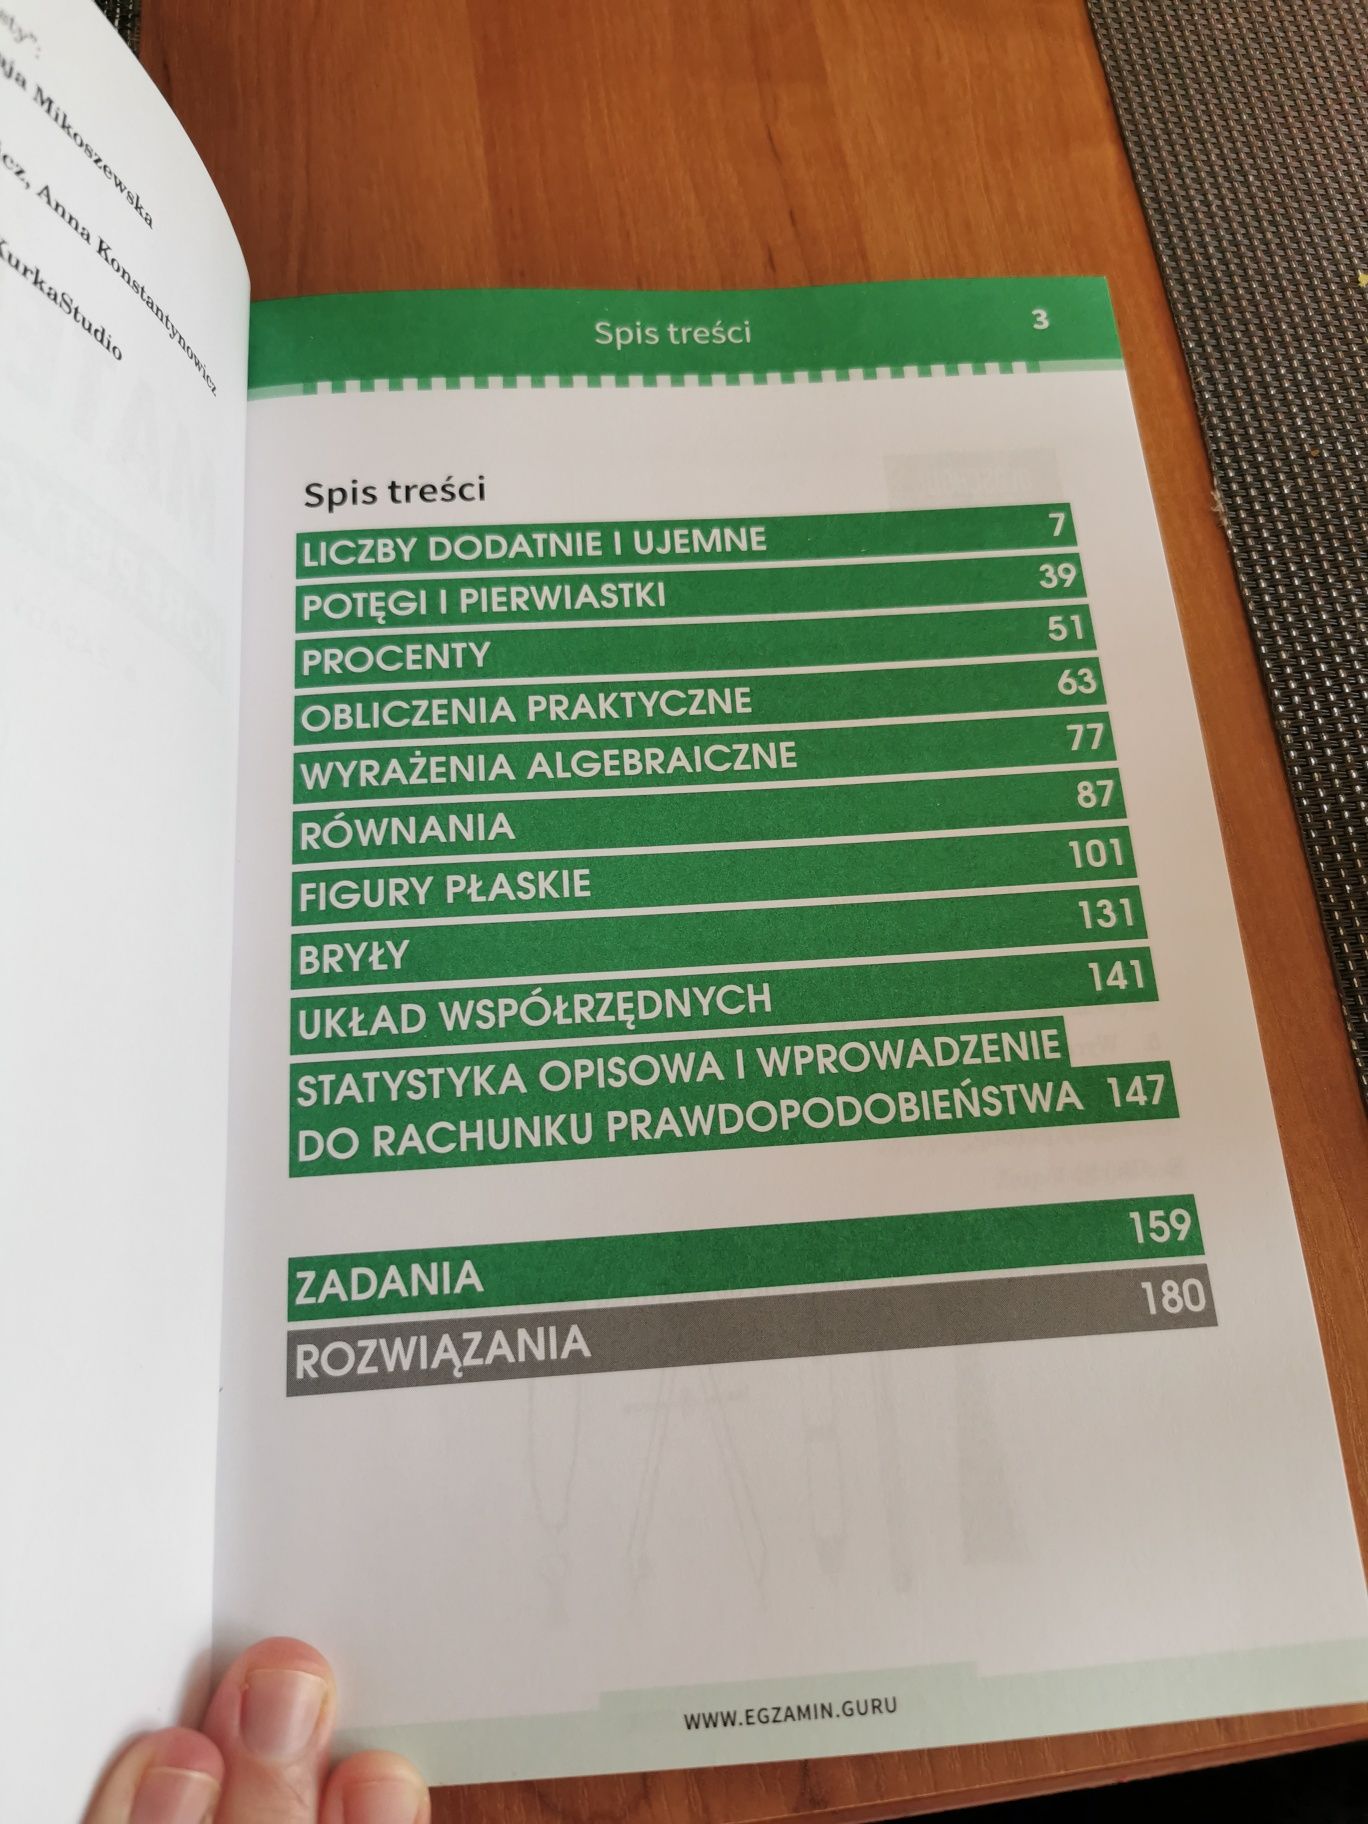 Mikoszewska
Anna Konstantynowicz
KurkaStudio
Spis treści 3
Spis treści
LICZBY DODATNIE I UJEMNE 7
POTĘGI I PIERWIASTKI 39
PROCENTY 51
OBLICZENIA PRAKTYCZNE 63
WYRAŻENIA ALGEBRAICZNE 77
RÓWNANIA 87
FIGURY PŁASKIE 101
BRYŁY 131
UKŁAD WSPÓŁRZĘDNYCH 141
STATYSTYKA OPISOWA I WPROWADZENIE
DO RACHUNKU PRAWDOPODOBIEŃSTWA 147
ZADANIA 159
ROZWIĄZANIA 180
WWW.EGZAMIN.GURU